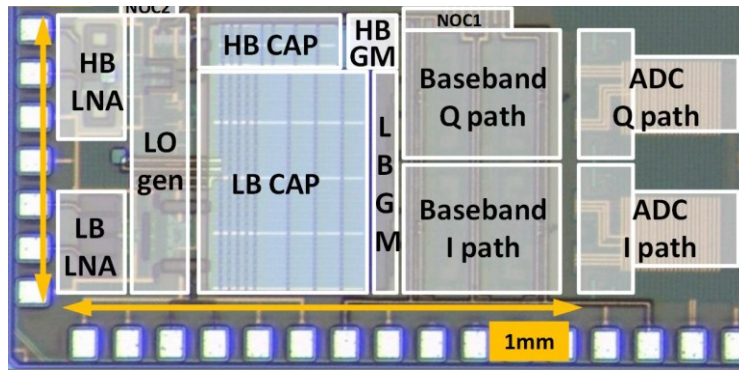 NOC2
NOC1
HB
LNA
LO
gen
HB CAP
HB
GM
Baseband
Q path
ADC
Q path
LB CAP
L
B
G
M
LB
LNA
Baseband
I path
ADC
I path
1mm